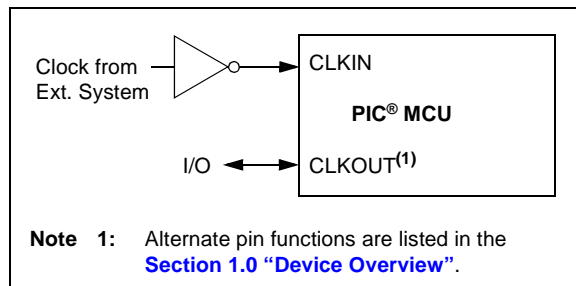 Clock from
Ext. System
CLKIN
PIC® MCU
I/O
CLKOUT(1)
Note 1: Alternate pin functions are listed in the
Section 1.0 “Device Overview”.